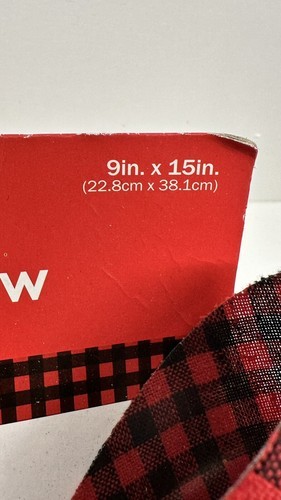 9in. x 15in.
(22.8cm x 38.1cm)
w